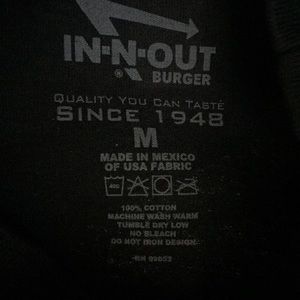 IN-N-OUT
® BURGER
QUALITY YOU CAN TASTE
SINCE 1948
M
MADE IN MEXICO
OF USA FABRIC
100% COTTON
MACHINE WASH WARM
TUMBLE DRY LOW
NO BLEACH
DO NOT IRON DESIGN